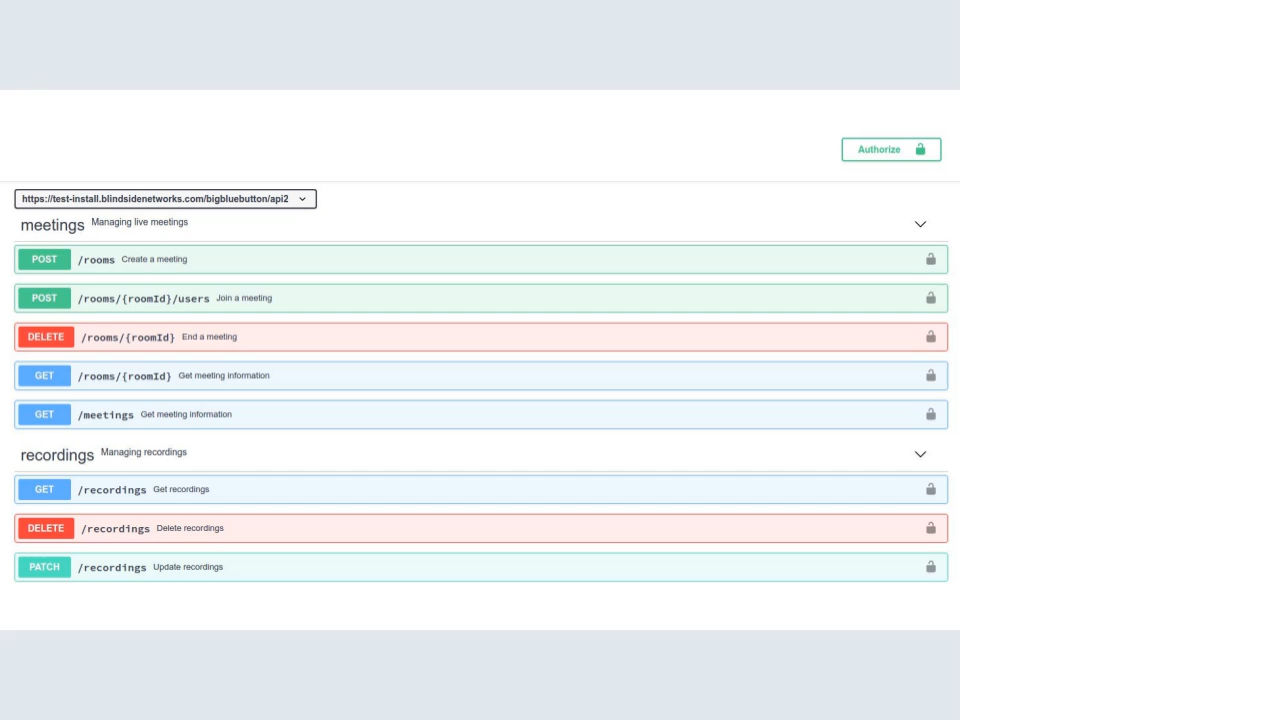 Authorize
https://test-install.blindsidenetworks.com/bigbluebutton/api2
meetings Managing live meetings
POST /rooms Create a meeting
POST /rooms/{roomId}/users Join a meeting
DELETE /rooms/{roomId} End a meeting
GET /rooms/{roomId} Get meeting information
GET /meetings Get meeting information
recordings Managing recordings
GET /recordings Get recordings
DELETE /recordings Delete recordings
PATCH /recordings Update recordings